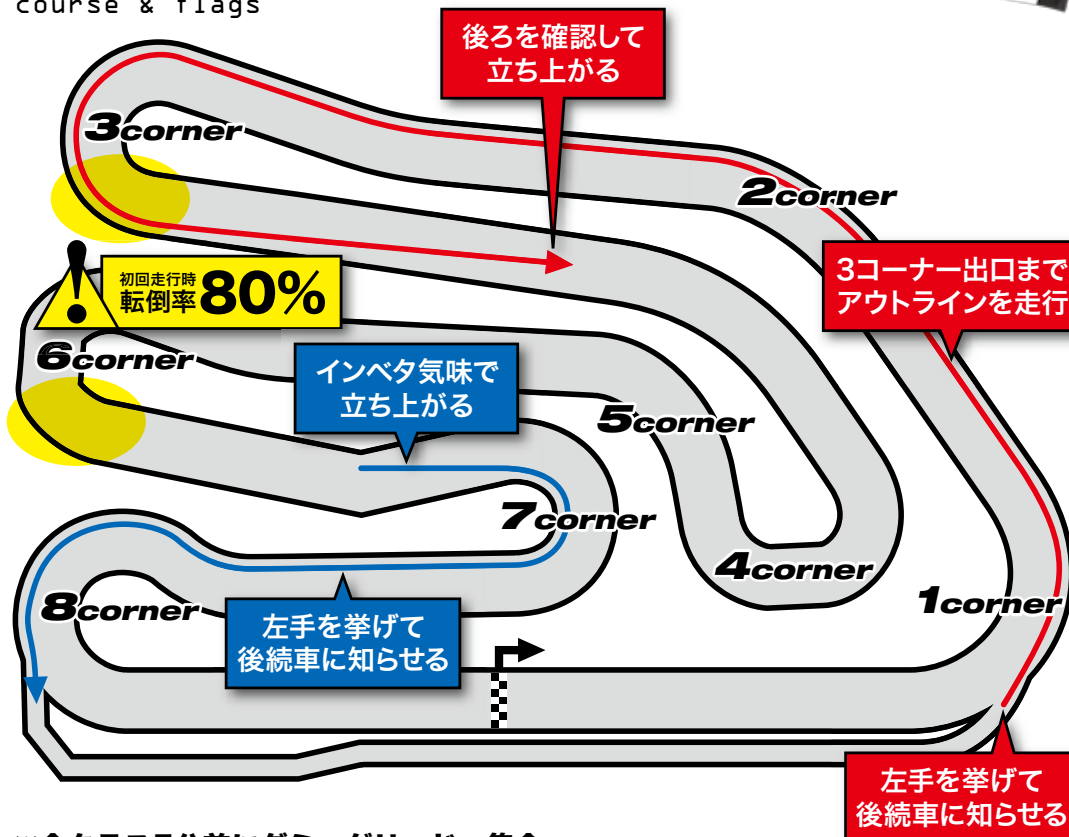 course & flags
後ろを確認して
立ち上がる
3corner
2corner
3コーナー出口まで
アウトラインを走行
初回走行時
転倒率80%
!
6corner
インベタ気味で
立ち上がる
5corner
7corner
4corner
1corner
8corner
左手を挙げて
後続車に知らせる
左手を挙げて
後続車に知らせる